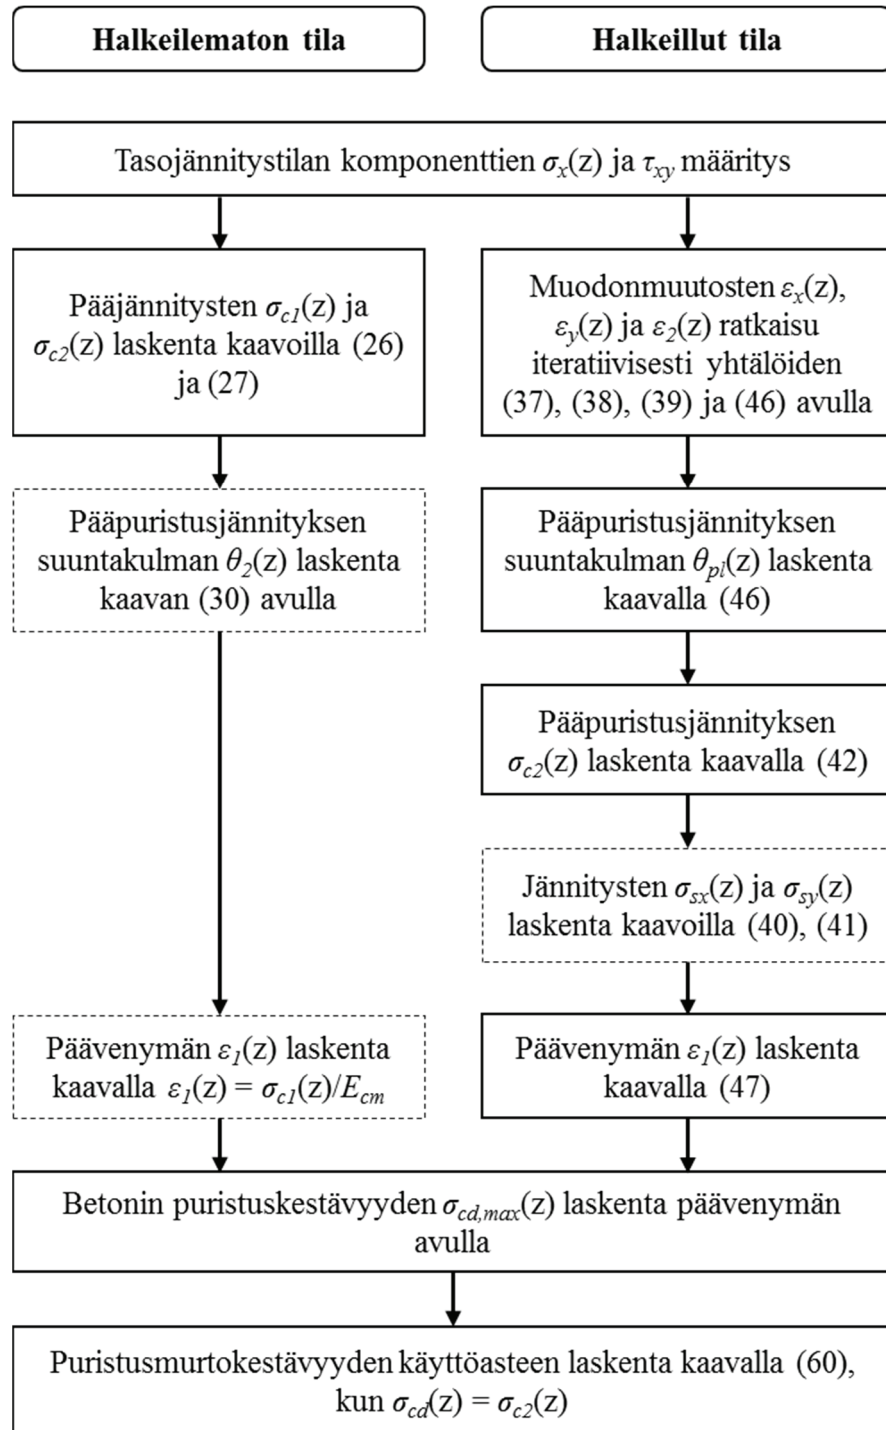 Halkeilematon tila
Halkeillut tila
Tasojännitystilan komponenttien σx(z) ja τxy määritys
Pääjännitysten σc1(z) ja
σc2(z) laskenta kaavoilla (26)
ja (27)
Muodonmuutosten εx(z),
εy(z) ja ε2(z) ratkaisu
iteratiivisesti yhtälöiden
(37), (38), (39) ja (46) avulla
Pääpuristusjännityksen
suuntakulman θ2(z) laskenta
kaavan (30) avulla
Pääpuristusjännityksen
suuntakulman θpl(z) laskenta
kaavalla (46)
Pääpuristusjännityksen
σc2(z) laskenta kaavalla (42)
Jännitysten σsx(z) ja σsy(z)
laskenta kaavoilla (40), (41)
Päävenymän ε1(z) laskenta
kaavalla ε1(z) = σc1(z)/Ecm
Päävenymän ε1(z) laskenta
kaavalla (47)
Betonin puristuskestävyyden σcd,max(z) laskenta päävenymän
avulla
Puristusmurtokestävyyden käyttöasteen laskenta kaavalla (60),
kun σcd(z) = σc2(z)